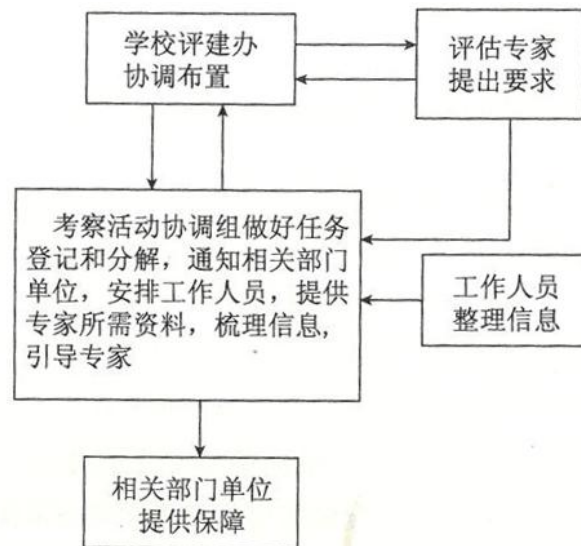 学校评建办
协调布置
评估专家
提出要求
考察活动协调组做好任务
登记和分解，通知相关部门
单位，安排工作人员，提供
专家所需资料，梳理信息，
引导专家
工作人员
整理信息
相关部门单位
提供保障